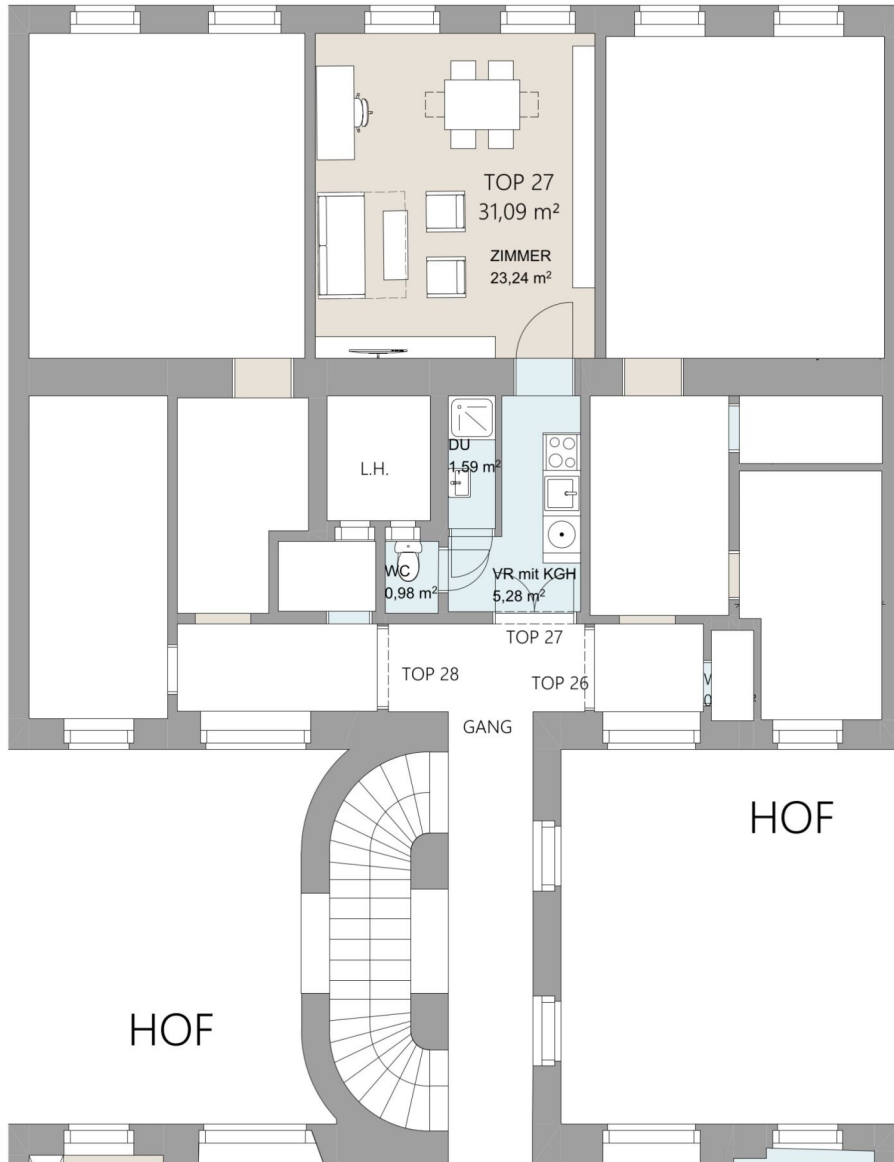 TOP 27
31,09 m²
ZIMMER
23,24 m²
L.H.
DU
1,59 m²
WC
0,98 m²
VR mit KGH
5,28 m²
TOP 27
TOP 28
TOP 26
GANG
HOF
HOF